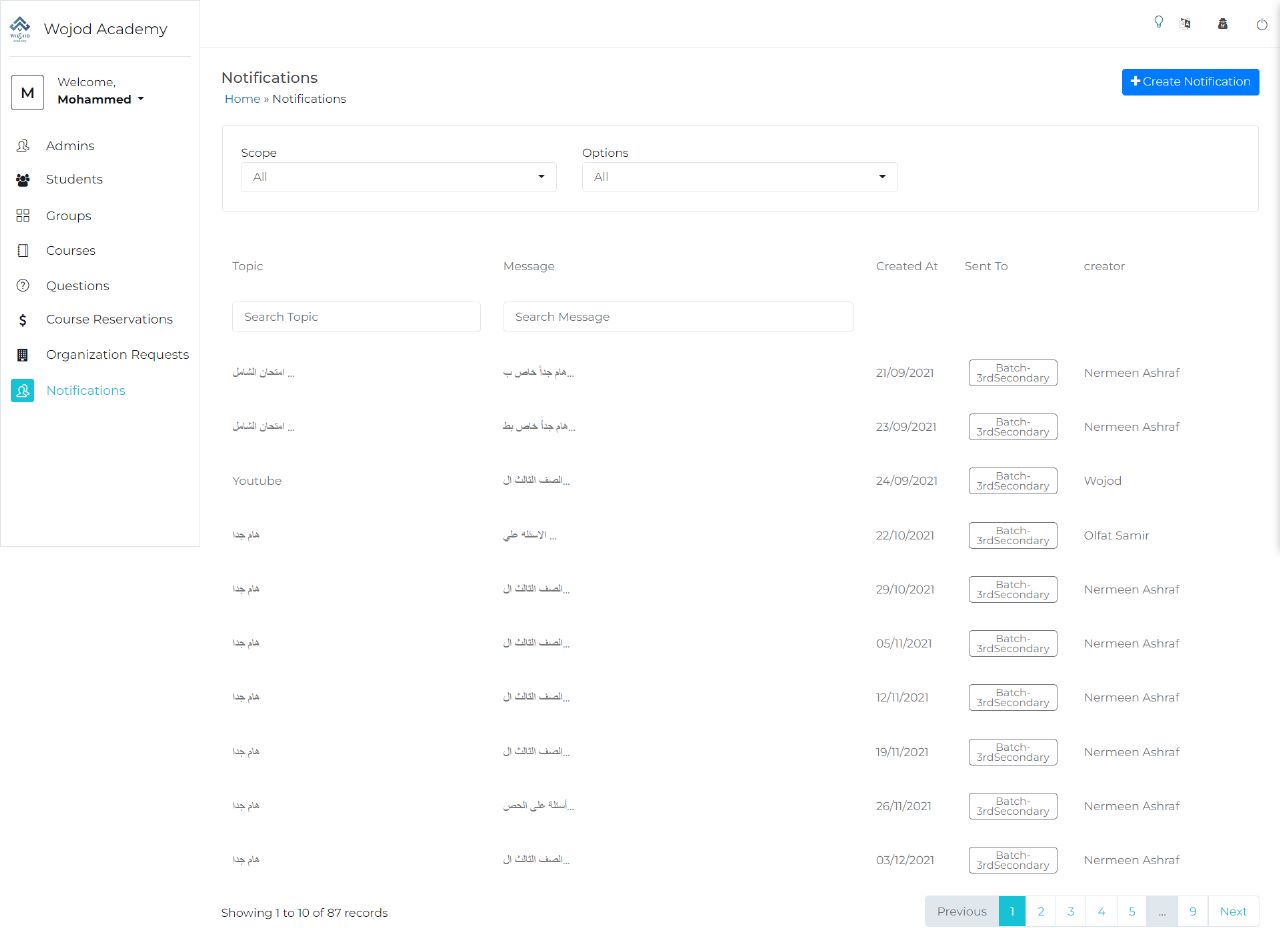 Wojod Academy
Welcome,
Mohammed
M
Admins
Students
Groups
Courses
Questions
Course Reservations
Organization Requests
Notifications
Notifications
Home » Notifications
Create Notification
Scope
Options
All
All
Topic Message Created At Sent To creator
Search Topic Search Message
امتحان الشامل ... هام جداً خاص ب... 21/09/2021 Batch-3rdSecondary Nermeen Ashraf
امتحان الشامل ... هام جداً خاص بط... 23/09/2021 Batch-3rdSecondary Nermeen Ashraf
Youtube الصف الثالث ال... 24/09/2021 Batch-3rdSecondary Wojod
هام جدا الاسئله علي ... 22/10/2021 Batch-3rdSecondary Olfat Samir
هام جدا الصف الثالث ال... 29/10/2021 Batch-3rdSecondary Nermeen Ashraf
هام جدا الصف الثالث ال... 05/11/2021 Batch-3rdSecondary Nermeen Ashraf
هام جدا الصف الثالث ال... 12/11/2021 Batch-3rdSecondary Nermeen Ashraf
هام جدا الصف الثالث ال... 19/11/2021 Batch-3rdSecondary Nermeen Ashraf
هام جدا أسئلة على الحص... 26/11/2021 Batch-3rdSecondary Nermeen Ashraf
هام جدا الصف الثالث ال... 03/12/2021 Batch-3rdSecondary Nermeen Ashraf
Showing 1 to 10 of 87 records
Previous 1 2 3 4 5 ... 9 Next